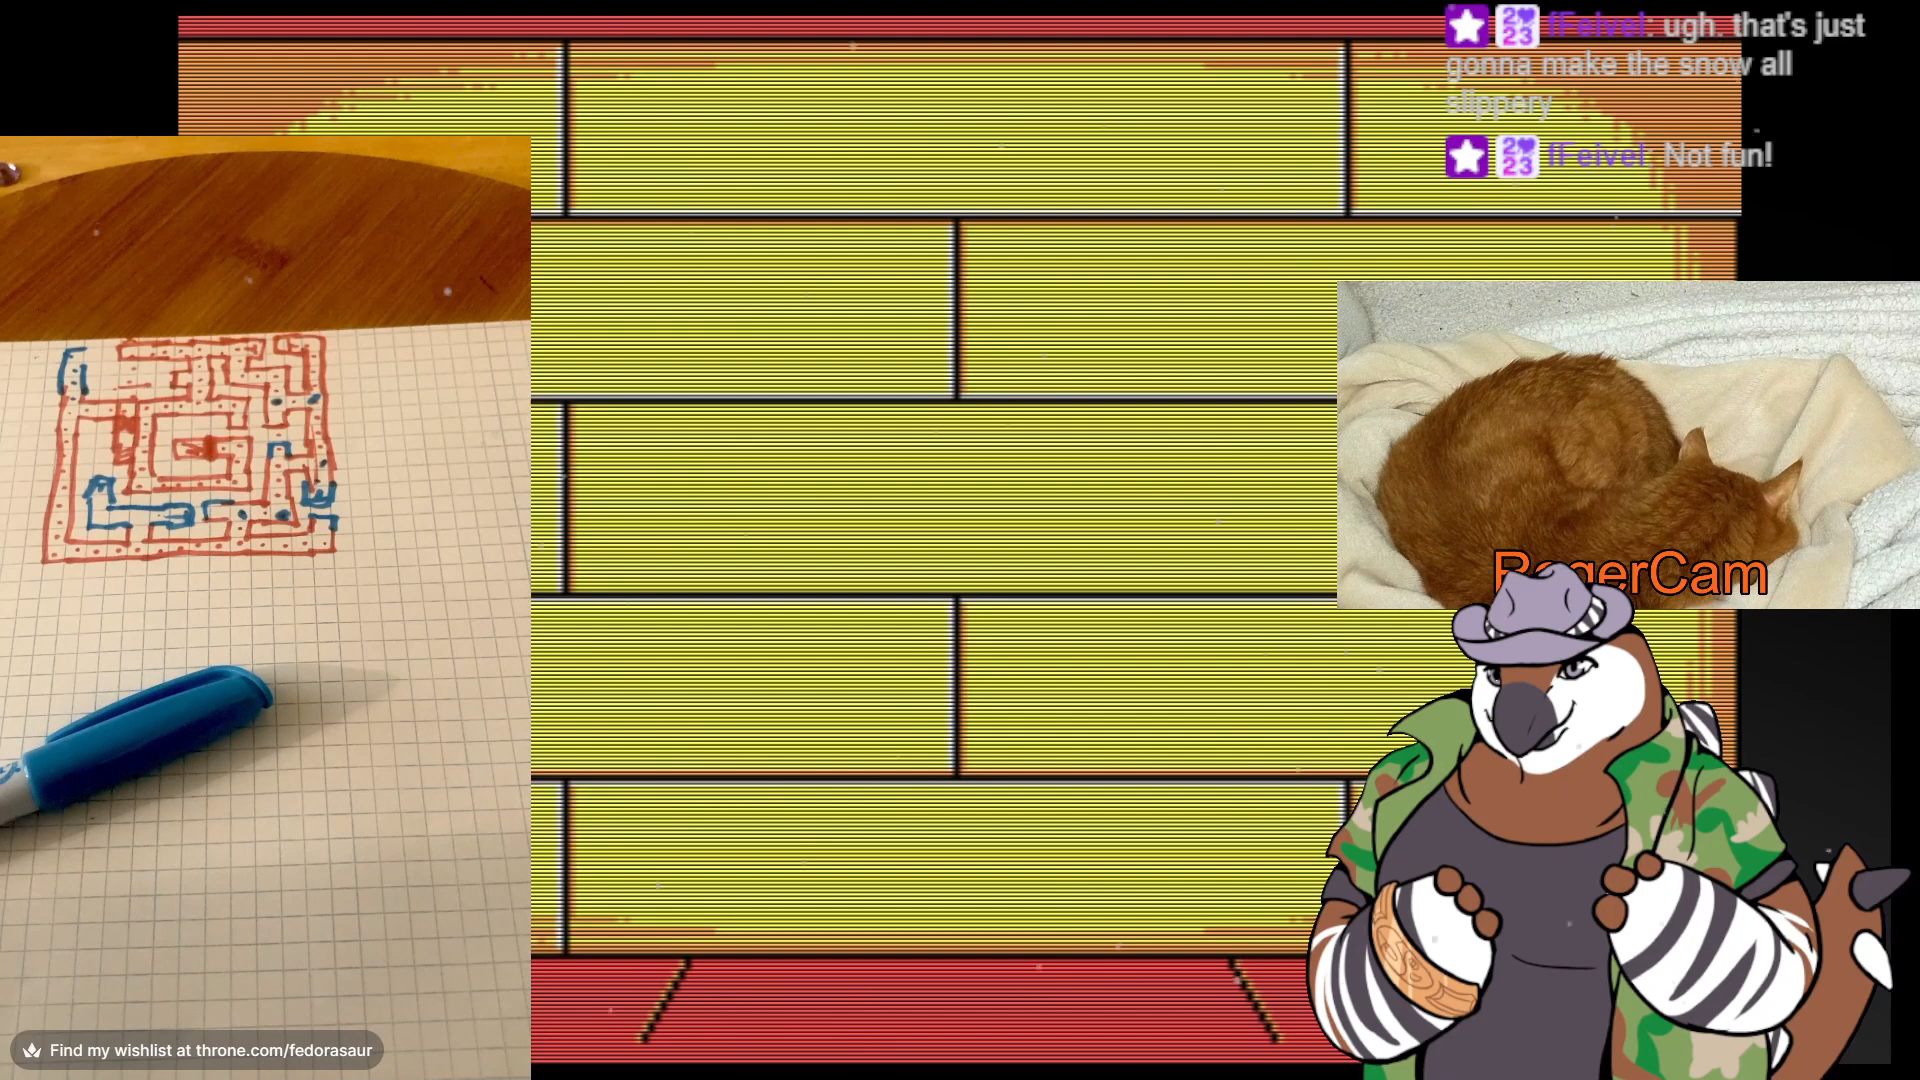 fFeivel: ugh. that's just
gonna make the snow all
slippery
fFeivel: Not fun!
RogerCam
Find my wishlist at throne.com/fedorasaur